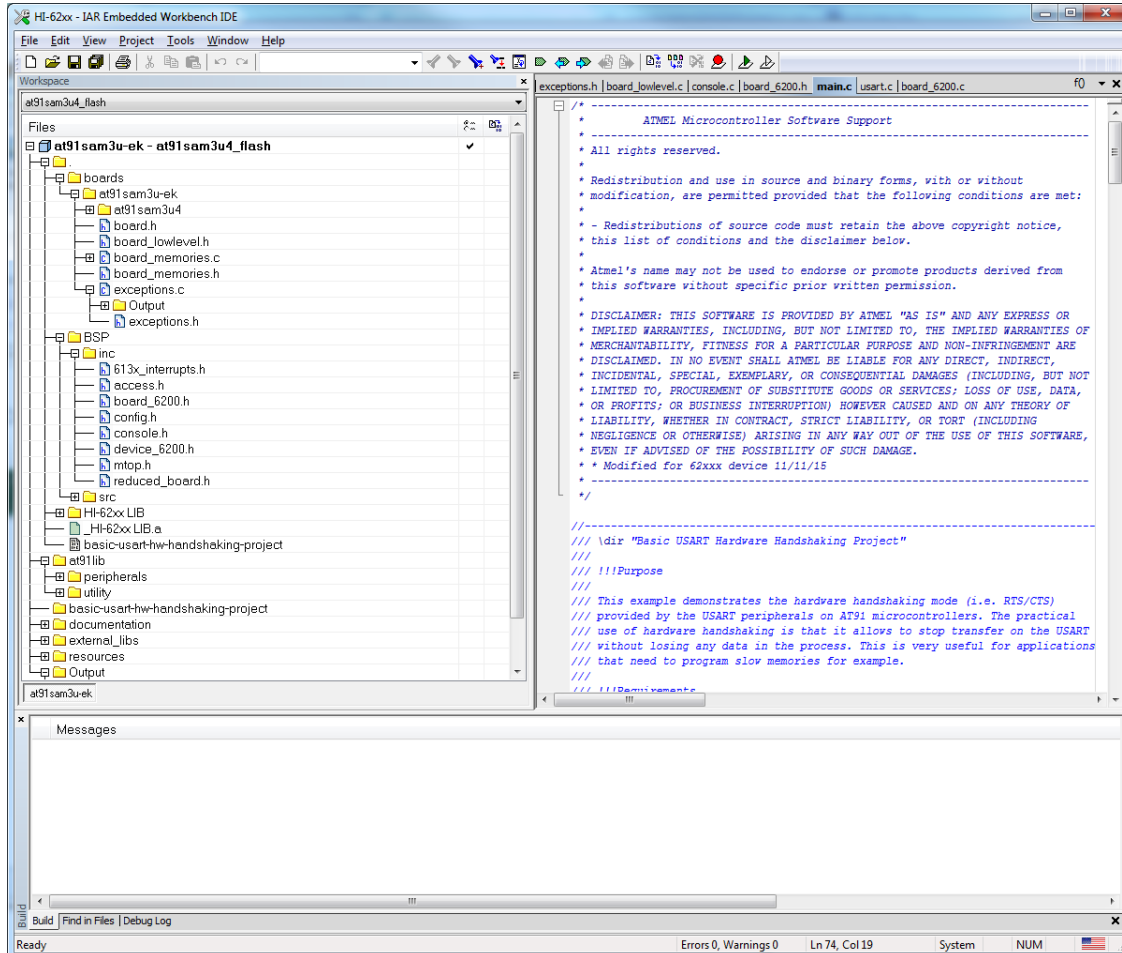 HI-62xx - IAR Embedded Workbench IDE
File Edit View Project Tools Window Help
Workspace
at91sam3u4_flash
Files
at91sam3u-ek - at91sam3u4_flash
.
boards
at91sam3u-ek
at91sam3u4
board.h
board_lowlevel.h
board_memories.c
board_memories.h
exceptions.c
Output
exceptions.h
BSP
inc
613x_interrupts.h
access.h
board_6200.h
config.h
console.h
device_6200.h
mtop.h
reduced_board.h
src
HI-62xx LIB
_HI-62xx LIB.a
basic-usart-hw-handshaking-project
at91lib
peripherals
utility
basic-usart-hw-handshaking-project
documentation
external_libs
resources
Output
at91sam3u-ek
exceptions.h | board_lowlevel.c | console.c | board_6200.h main.c usart.c | board_6200.c f()
/* ----------------------------------------------------------------------------
* ATMEL Microcontroller Software Support
* ----------------------------------------------------------------------------
* All rights reserved.
*
* Redistribution and use in source and binary forms, with or without
* modification, are permitted provided that the following conditions are met:
*
* - Redistributions of source code must retain the above copyright notice,
* this list of conditions and the disclaimer below.
*
* Atmel's name may not be used to endorse or promote products derived from
* this software without specific prior written permission.
*
* DISCLAIMER: THIS SOFTWARE IS PROVIDED BY ATMEL "AS IS" AND ANY EXPRESS OR
* IMPLIED WARRANTIES, INCLUDING, BUT NOT LIMITED TO, THE IMPLIED WARRANTIES OF
* MERCHANTABILITY, FITNESS FOR A PARTICULAR PURPOSE AND NON-INFRINGEMENT ARE
* DISCLAIMED. IN NO EVENT SHALL ATMEL BE LIABLE FOR ANY DIRECT, INDIRECT,
* INCIDENTAL, SPECIAL, EXEMPLARY, OR CONSEQUENTIAL DAMAGES (INCLUDING, BUT NOT
* LIMITED TO, PROCUREMENT OF SUBSTITUTE GOODS OR SERVICES; LOSS OF USE, DATA,
* OR PROFITS; OR BUSINESS INTERRUPTION) HOWEVER CAUSED AND ON ANY THEORY OF
* LIABILITY, WHETHER IN CONTRACT, STRICT LIABILITY, OR TORT (INCLUDING
* NEGLIGENCE OR OTHERWISE) ARISING IN ANY WAY OUT OF THE USE OF THIS SOFTWARE,
* EVEN IF ADVISED OF THE POSSIBILITY OF SUCH DAMAGE.
* * Modified for 62xxx device 11/11/15
* ----------------------------------------------------------------------------
*/
//------------------------------------------------------------------------------
/// \dir "Basic USART Hardware Handshaking Project"
///
/// !!!Purpose
///
/// This example demonstrates the hardware handshaking mode (i.e. RTS/CTS)
/// provided by the USART peripherals on AT91 microcontrollers. The practical
/// use of hardware handshaking is that it allows to stop transfer on the USART
/// without losing any data in the process. This is very useful for applications
/// that need to program slow memories for example.
///
/// !!!Requirements
Messages
Build
Build Find in Files | Debug Log
Ready Errors 0, Warnings 0 Ln 74, Col 19 System NUM